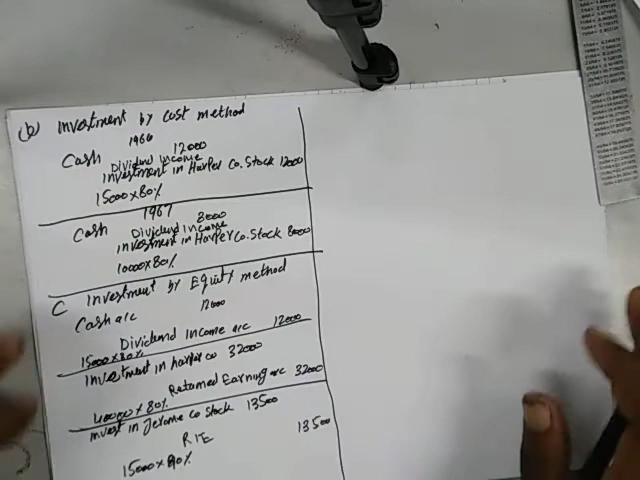 (b) Investment by Cost method
1966
Cash 12000
Dividend Income
Investment in Harper Co. Stock 12000
15000 x 80%
1967
Cash 8000
Dividend Income
Investment in Harper Co. Stock 8000
10000 x 80%
C Investment by Equity method
Cash a/c 12000
Dividend Income a/c 12000
15000 x 80%
Investment in harper co 32000
Retained Earning a/c 32000
40000 x 80%
Invest in Jerome Co Stock 13500
R/E 13500
15000 x 90%